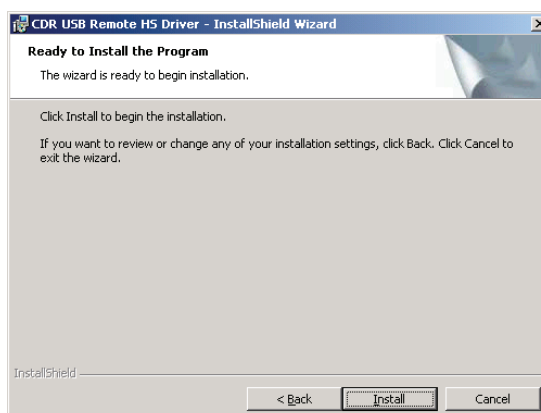 CDR USB Remote HS Driver - InstallShield Wizard
Ready to Install the Program
The wizard is ready to begin installation.
Click Install to begin the installation.
If you want to review or change any of your installation settings, click Back. Click Cancel to
exit the wizard.
InstallShield
< Back Install Cancel